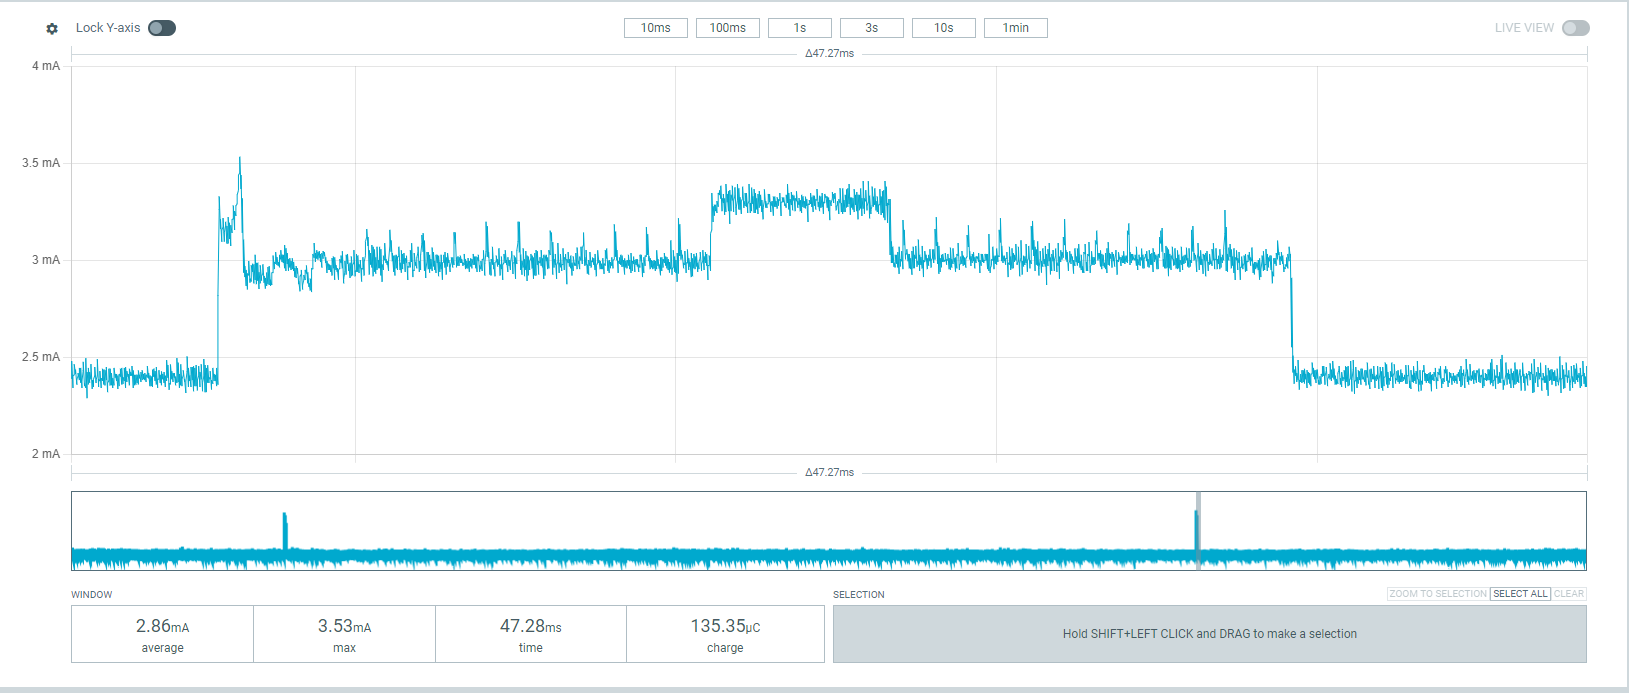 Lock Y-axis
10ms 100ms 1s 3s 10s 1min
LIVE VIEW
Δ47.27ms
4 mA
3.5 mA
3 mA
2.5 mA
2 mA
Δ47.27ms
WINDOW
2.86mA
average
3.53mA
max
47.28ms
time
135.35μC
charge
SELECTION
ZOOM TO SELECTION SELECT ALL CLEAR
Hold SHIFT+LEFT CLICK and DRAG to make a selection